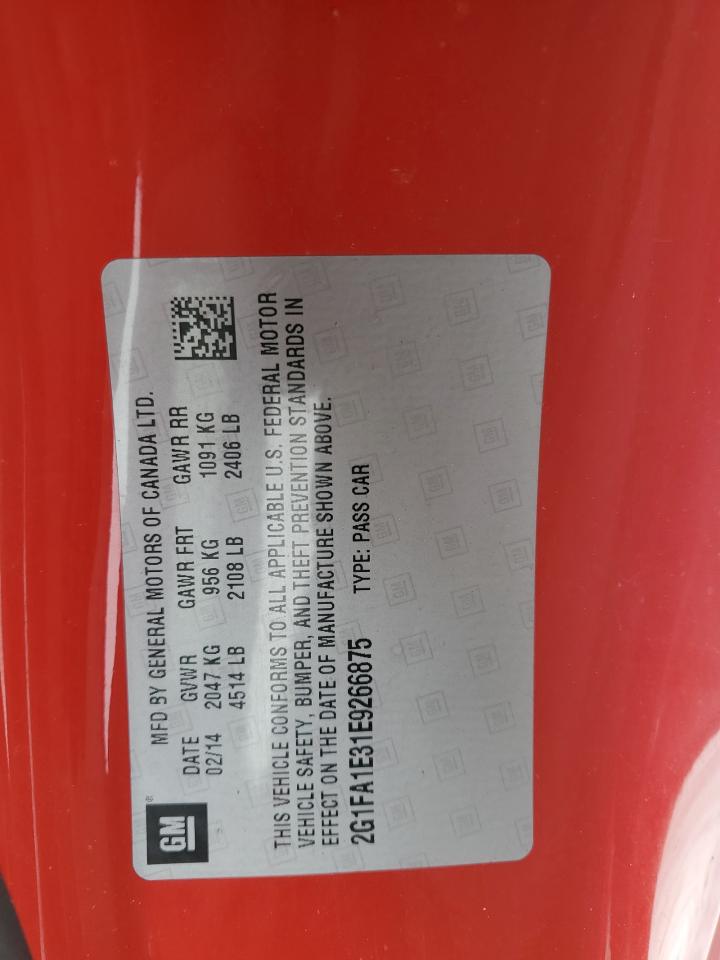 GM®
MFD BY GENERAL MOTORS OF CANADA LTD.
DATE GVWR GAWR FRT GAWR RR
02/14 2047 KG 956 KG 1091 KG
4514 LB 2108 LB 2406 LB
THIS VEHICLE CONFORMS TO ALL APPLICABLE U.S. FEDERAL MOTOR
VEHICLE SAFETY, BUMPER, AND THEFT PREVENTION STANDARDS IN
EFFECT ON THE DATE OF MANUFACTURE SHOWN ABOVE.
2G1FA1E31E9266875 TYPE: PASS CAR